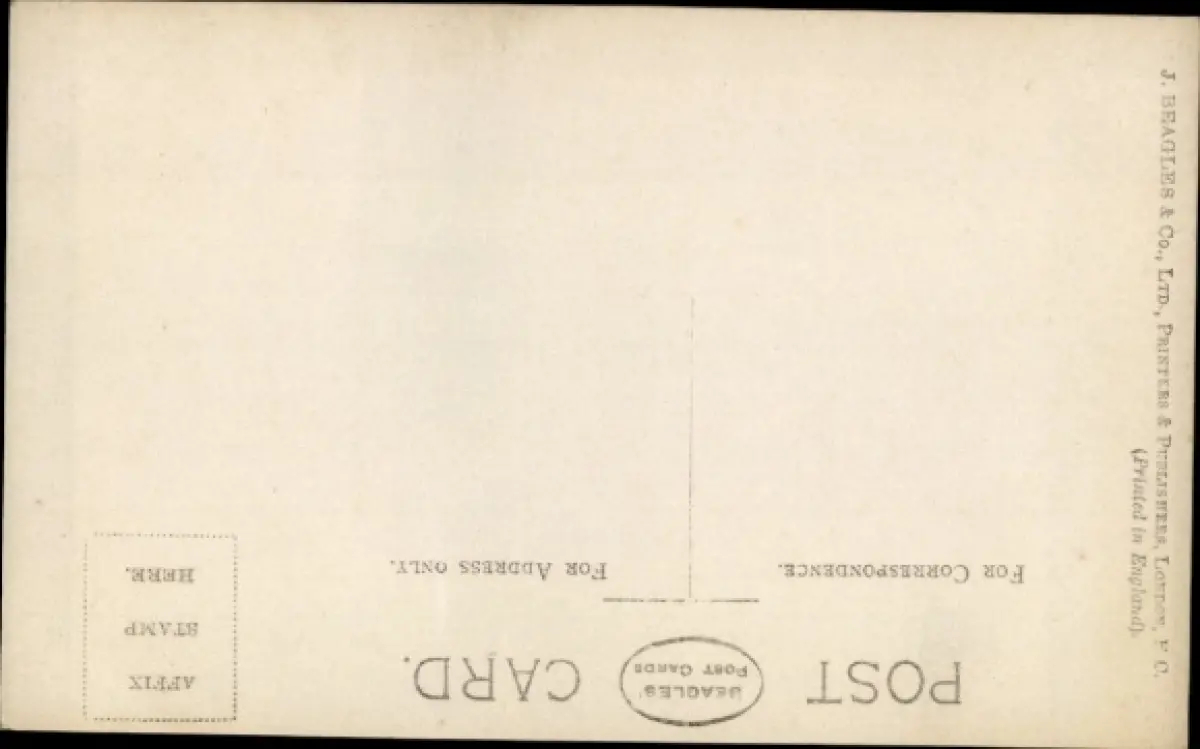 POST CARD.
BEAGLES'
POST CARDS
FOR CORRESPONDENCE.
FOR ADDRESS ONLY.
AFFIX
STAMP
HERE.
J. BEAGLES & CO., LTD., PRINTERS & PUBLISHERS, LONDON, E.C.
(Printed in England).